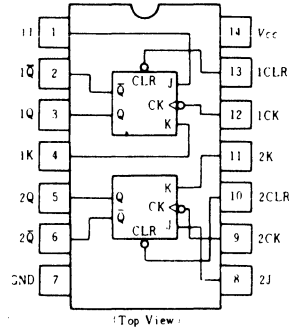 1J 1 14 Vcc
1Q̅ 2 CLR 13 1CLR
Q̅ J
1Q 3 Q CK 12 1CK
K
1K 4 11 2K
K
2Q 5 Q CK 10 2CLR
2Q̅ 6 Q̅ J 9 2CK
CLR
GND 7 8 2J
(Top View)